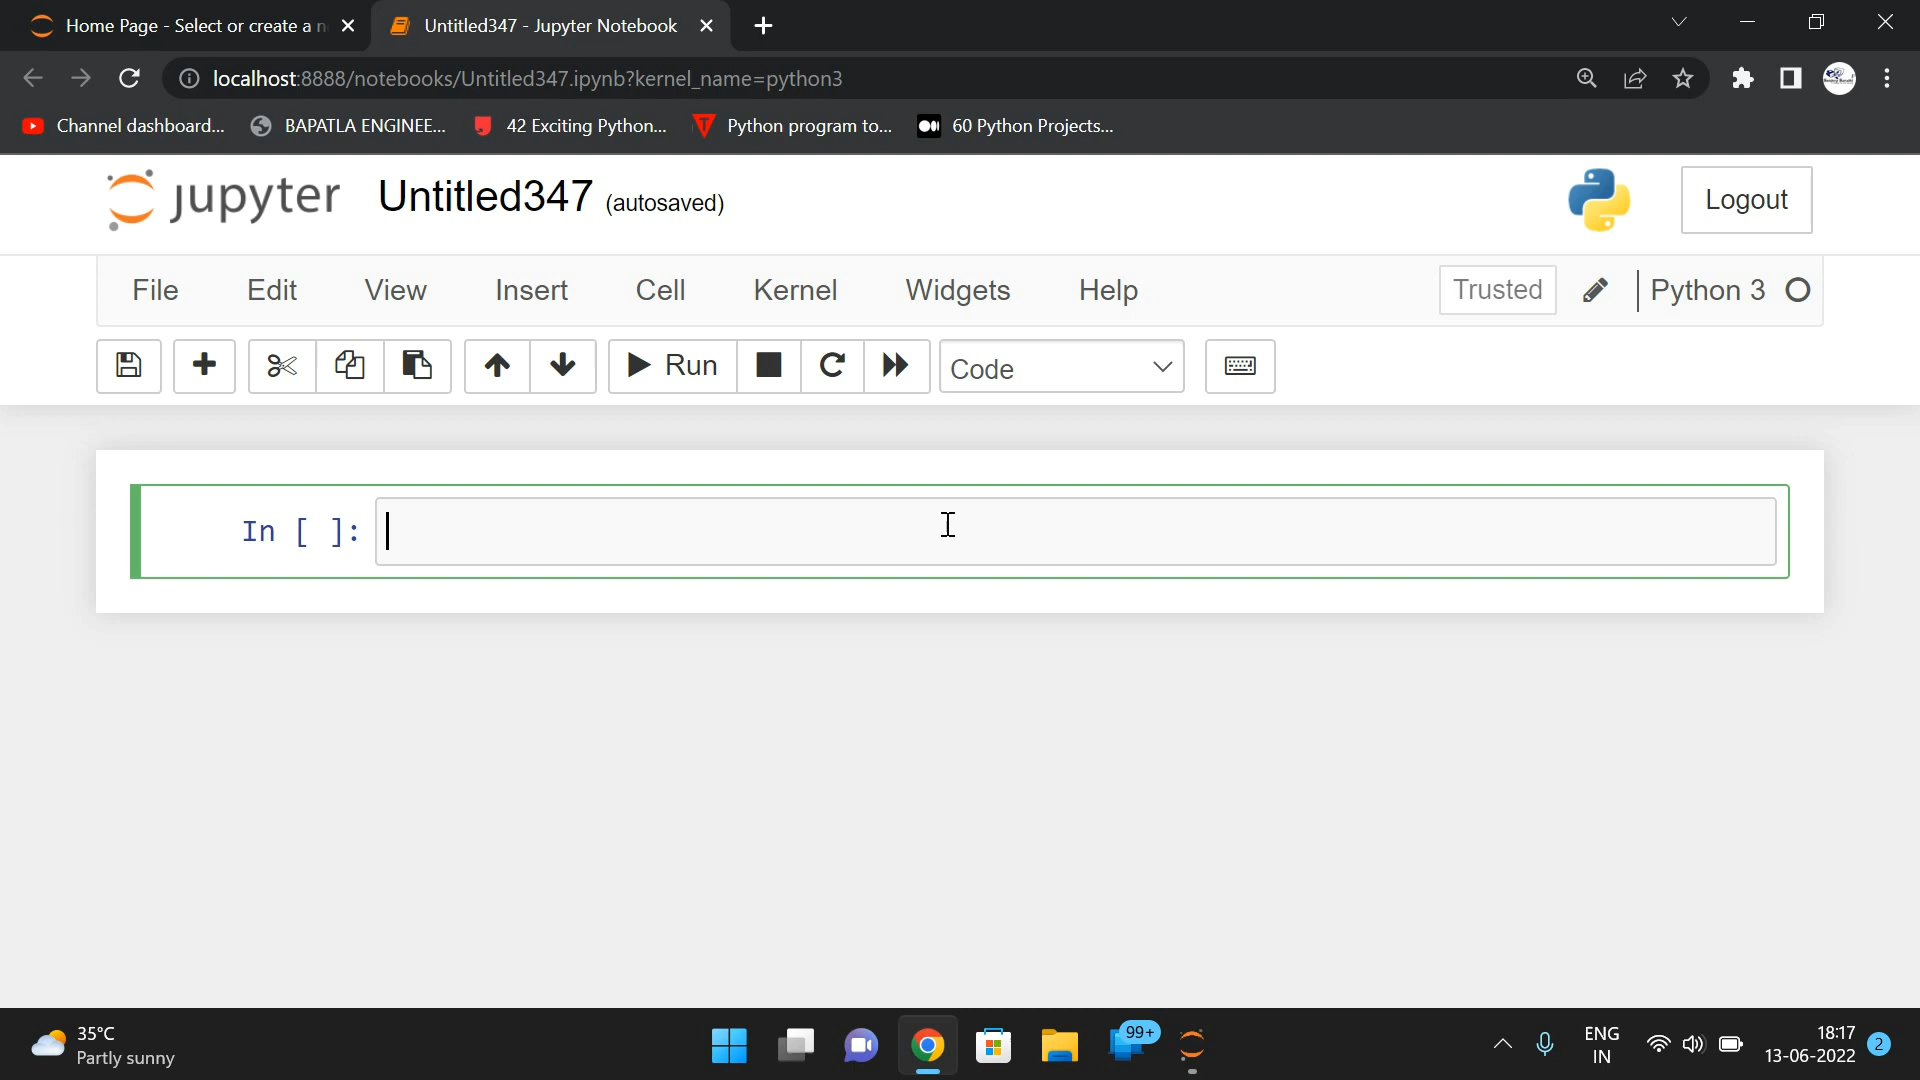 Home Page - Select or create a n
Untitled347 - Jupyter Notebook
localhost:8888/notebooks/Untitled347.ipynb?kernel_name=python3
Channel dashboard...
BAPATLA ENGINEE...
42 Exciting Python...
Python program to...
60 Python Projects...
jupyter
Untitled347 (autosaved)
Logout
File
Edit
View
Insert
Cell
Kernel
Widgets
Help
Trusted
Python 3
Run
Code
In [ ]:
35°C
Partly sunny
99+
ENG
IN
18:17
13-06-2022
2